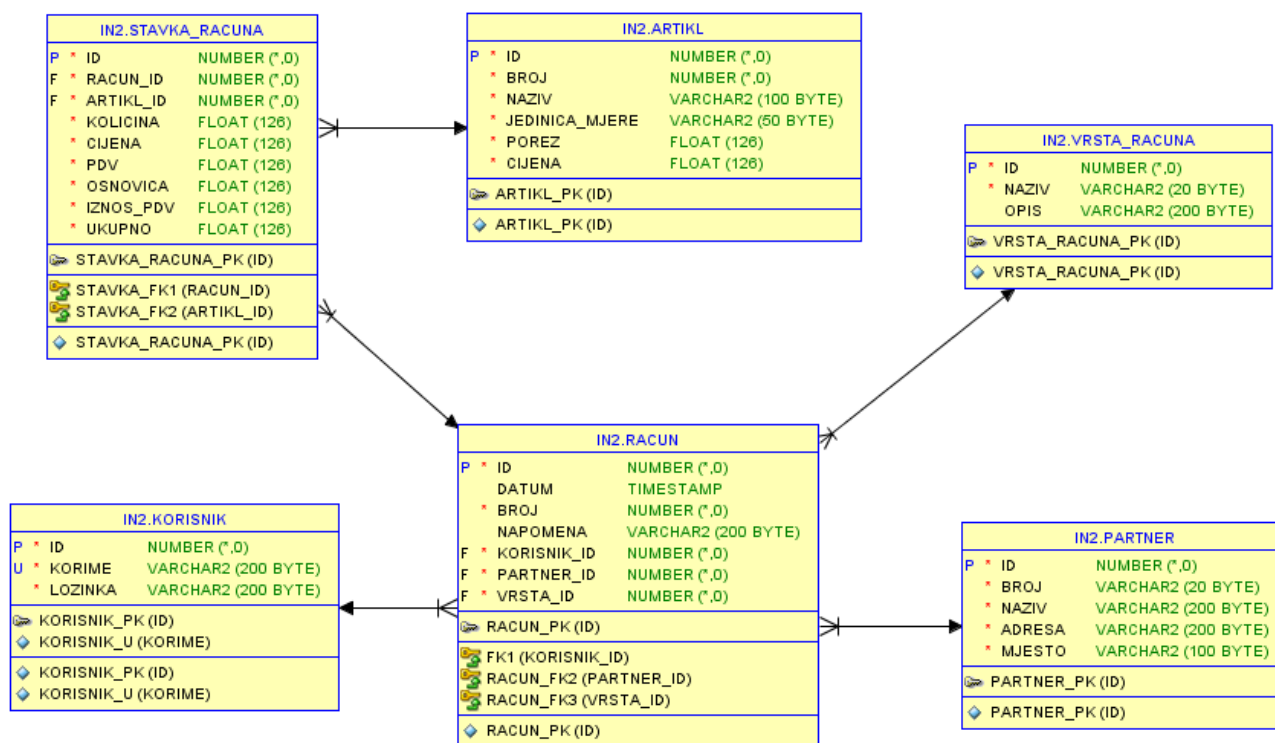 IN2.STAVKA_RACUNA
P * ID NUMBER (*,0)
F * RACUN_ID NUMBER (*,0)
F * ARTIKL_ID NUMBER (*,0)
* KOLICINA FLOAT (126)
* CIJENA FLOAT (126)
* PDV FLOAT (126)
* OSNOVICA FLOAT (126)
* IZNOS_PDV FLOAT (126)
* UKUPNO FLOAT (126)
STAVKA_RACUNA_PK (ID)
STAVKA_FK1 (RACUN_ID)
STAVKA_FK2 (ARTIKL_ID)
STAVKA_RACUNA_PK (ID)
IN2.ARTIKL
P * ID NUMBER (*,0)
* BROJ NUMBER (*,0)
* NAZIV VARCHAR2 (100 BYTE)
* JEDINICA_MJERE VARCHAR2 (50 BYTE)
* POREZ FLOAT (126)
* CIJENA FLOAT (126)
ARTIKL_PK (ID)
ARTIKL_PK (ID)
IN2.VRSTA_RACUNA
P * ID NUMBER (*,0)
* NAZIV VARCHAR2 (20 BYTE)
OPIS VARCHAR2 (200 BYTE)
VRSTA_RACUNA_PK (ID)
VRSTA_RACUNA_PK (ID)
IN2.KORISNIK
P * ID NUMBER (*,0)
U * KORIME VARCHAR2 (200 BYTE)
* LOZINKA VARCHAR2 (200 BYTE)
KORISNIK_PK (ID)
KORISNIK_U (KORIME)
KORISNIK_PK (ID)
KORISNIK_U (KORIME)
IN2.RACUN
P * ID NUMBER (*,0)
DATUM TIMESTAMP
* BROJ NUMBER (*,0)
NAPOMENA VARCHAR2 (200 BYTE)
F * KORISNIK_ID NUMBER (*,0)
F * PARTNER_ID NUMBER (*,0)
F * VRSTA_ID NUMBER (*,0)
RACUN_PK (ID)
FK1 (KORISNIK_ID)
RACUN_FK2 (PARTNER_ID)
RACUN_FK3 (VRSTA_ID)
RACUN_PK (ID)
IN2.PARTNER
P * ID NUMBER (*,0)
* BROJ VARCHAR2 (20 BYTE)
* NAZIV VARCHAR2 (200 BYTE)
* ADRESA VARCHAR2 (200 BYTE)
* MJESTO VARCHAR2 (100 BYTE)
PARTNER_PK (ID)
PARTNER_PK (ID)